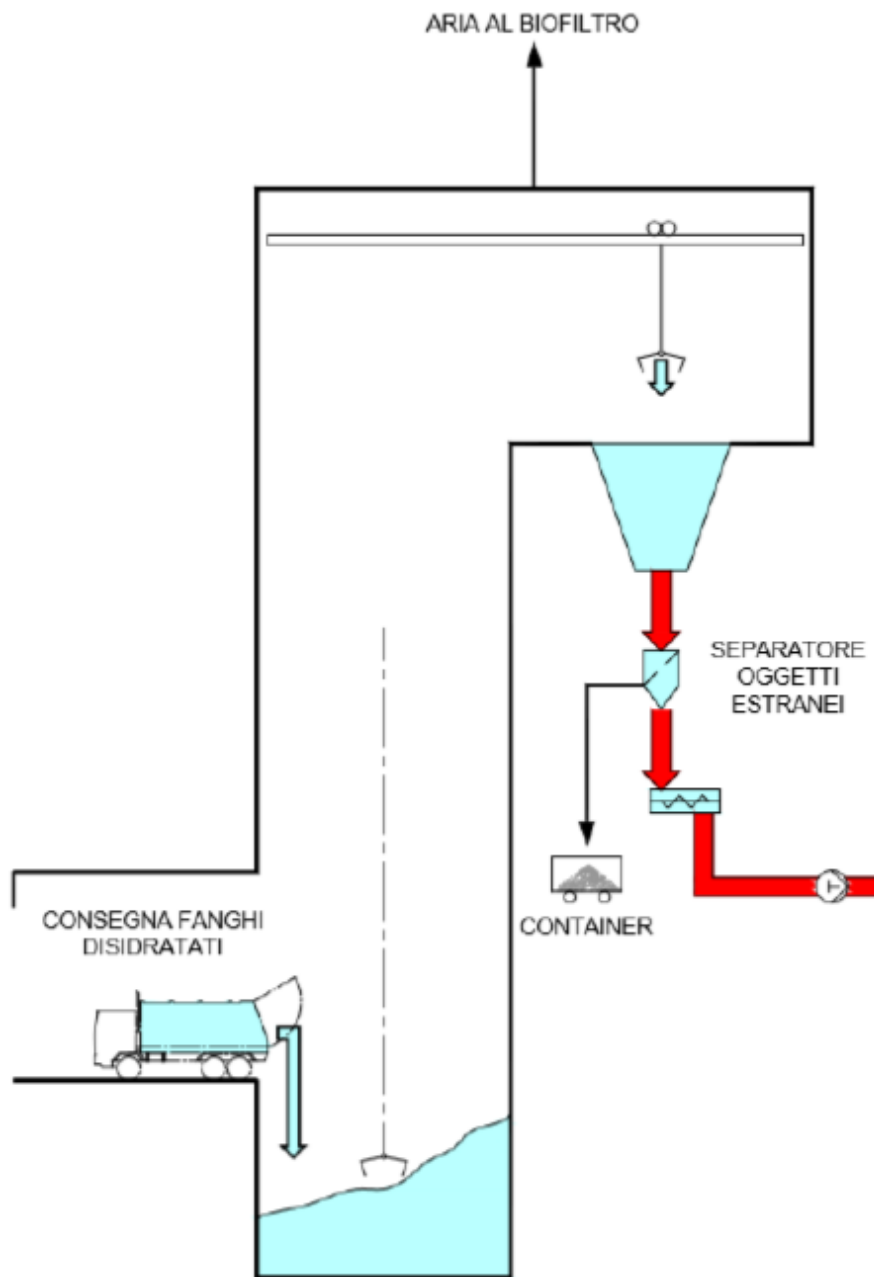 ARIA AL BIOFILTRO
SEPARATORE
OGGETTI
ESTRANEI
CONSEGNA FANGHI
DISIDRATATI
CONTAINER